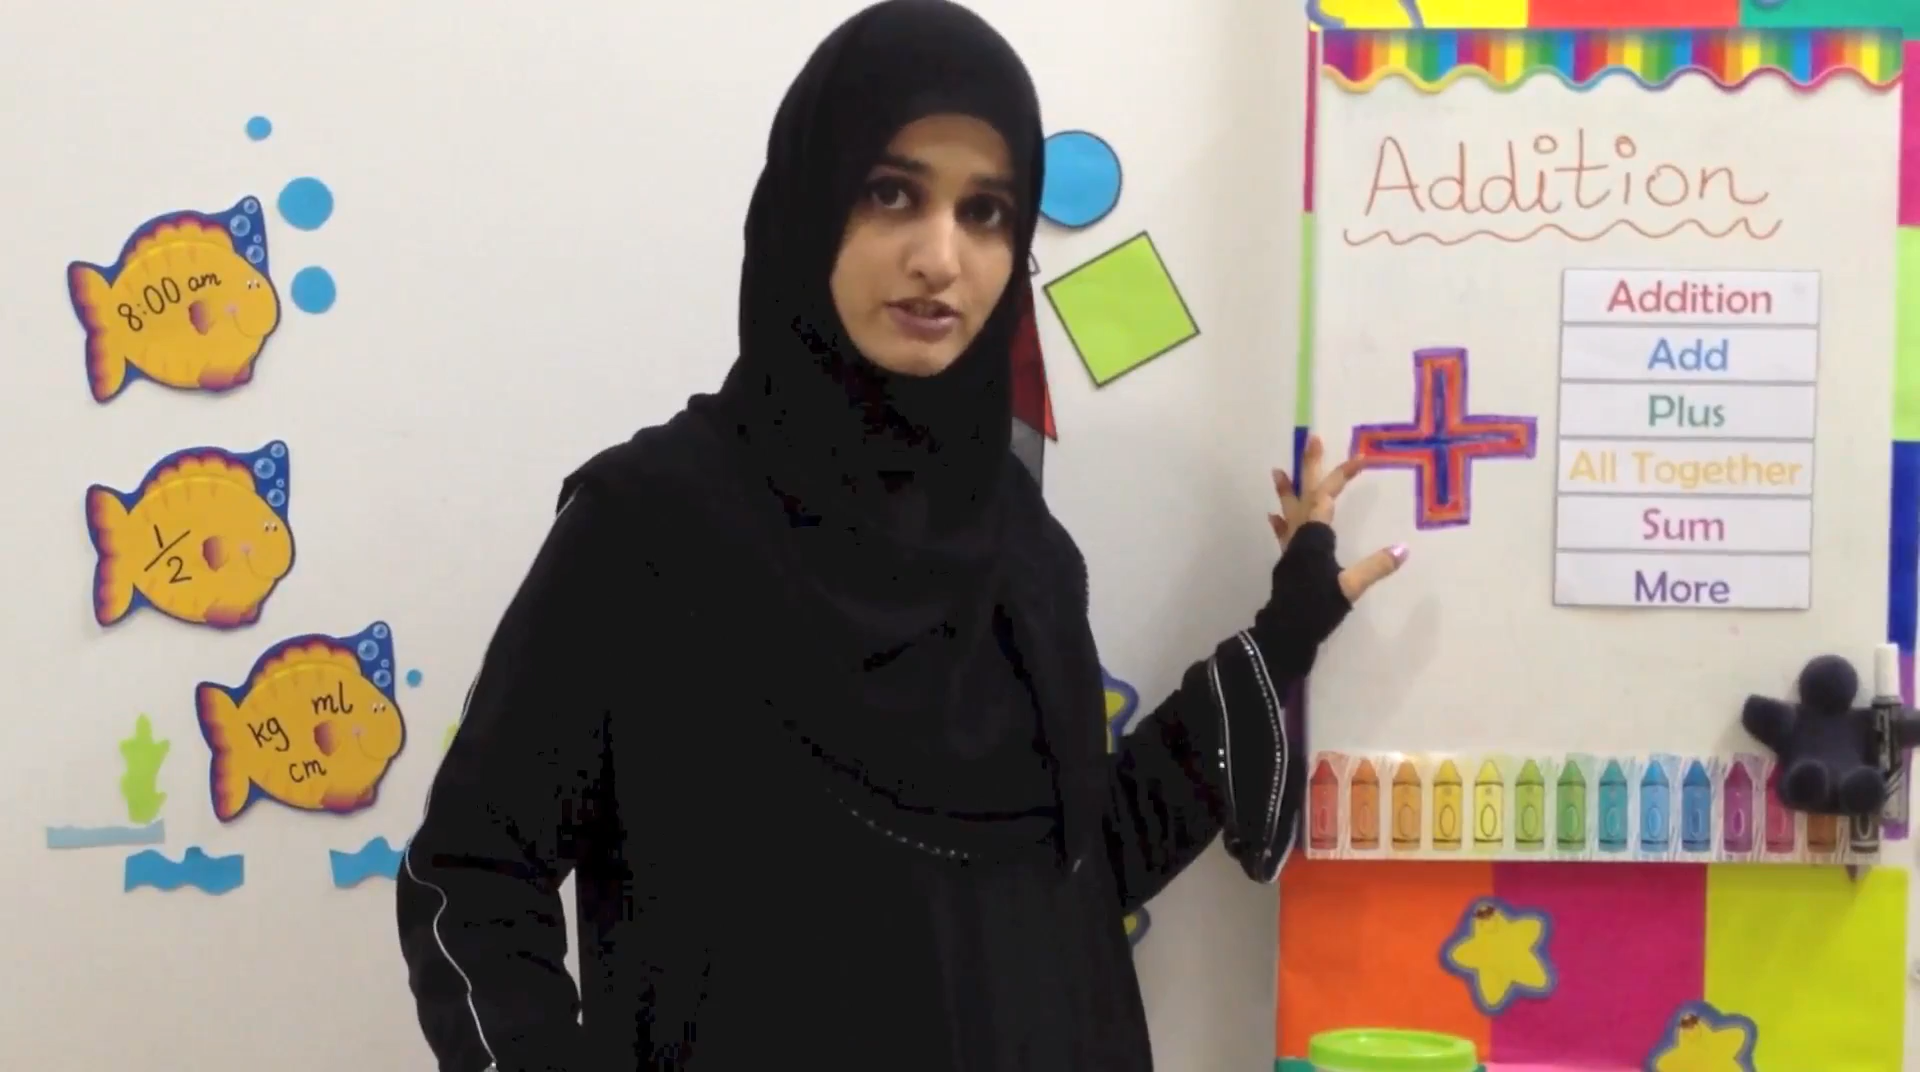 8:00 am
1/2
kg ml
cm
Addition
Addition
Add
Plus
All Together
Sum
More